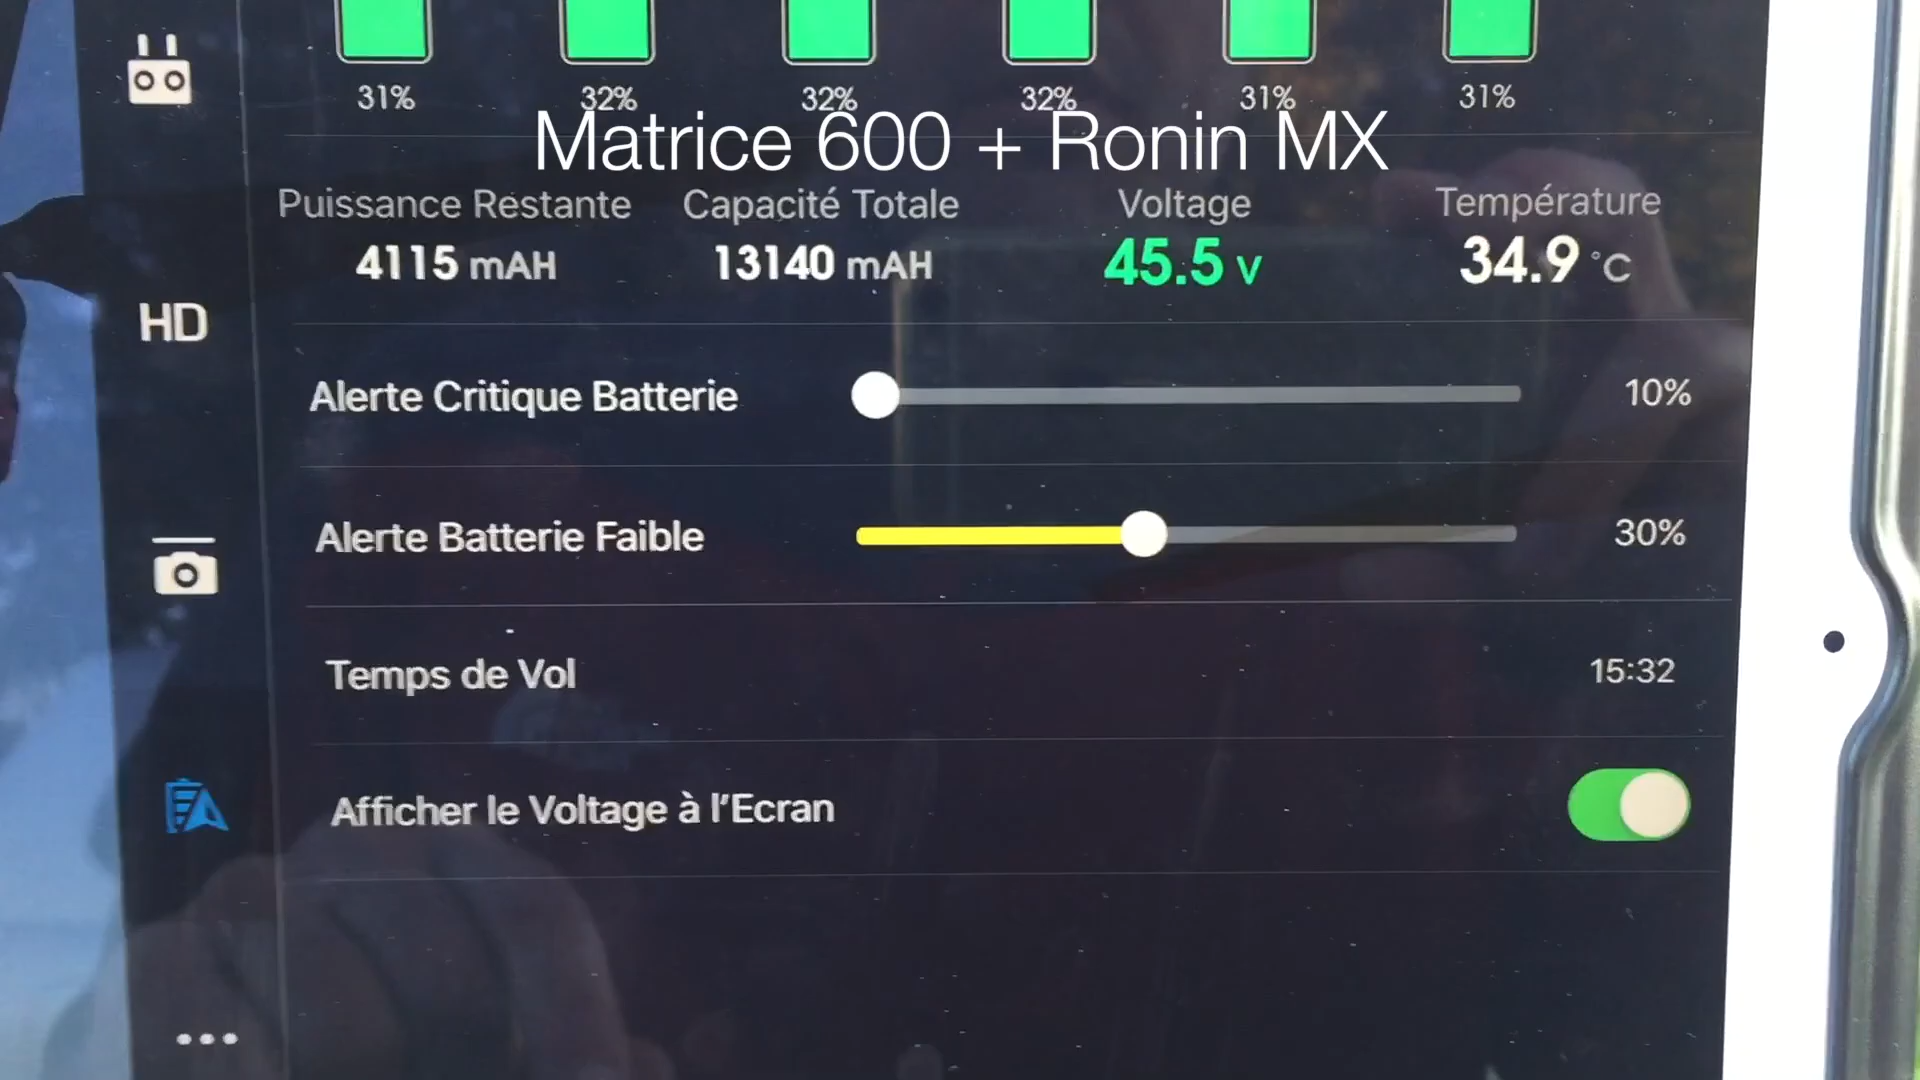 31% 32% 32% 32% 31% 31%
Matrice 600 + Ronin MX
Puissance Restante Capacité Totale Voltage Température
4115 mAH 13140 mAH 45.5 V 34.9 °C
HD
Alerte Critique Batterie 10%
Alerte Batterie Faible 30%
Temps de Vol 15:32
Afficher le Voltage à l'Ecran